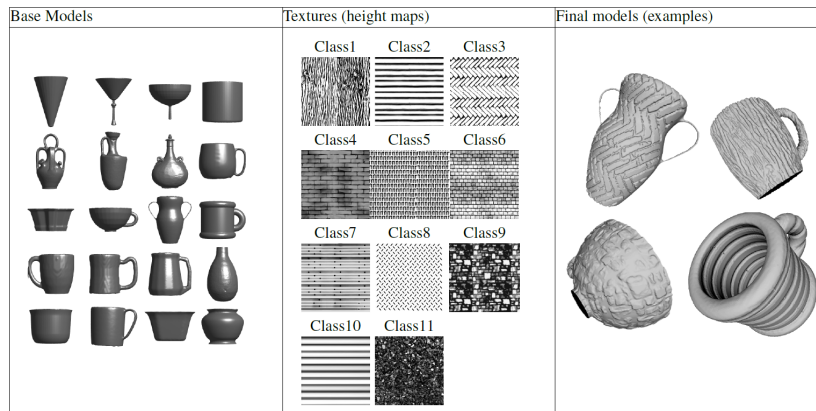 Base Models
Textures (height maps)
Final models (examples)
Class1 Class2 Class3
Class4 Class5 Class6
Class7 Class8 Class9
Class10 Class11